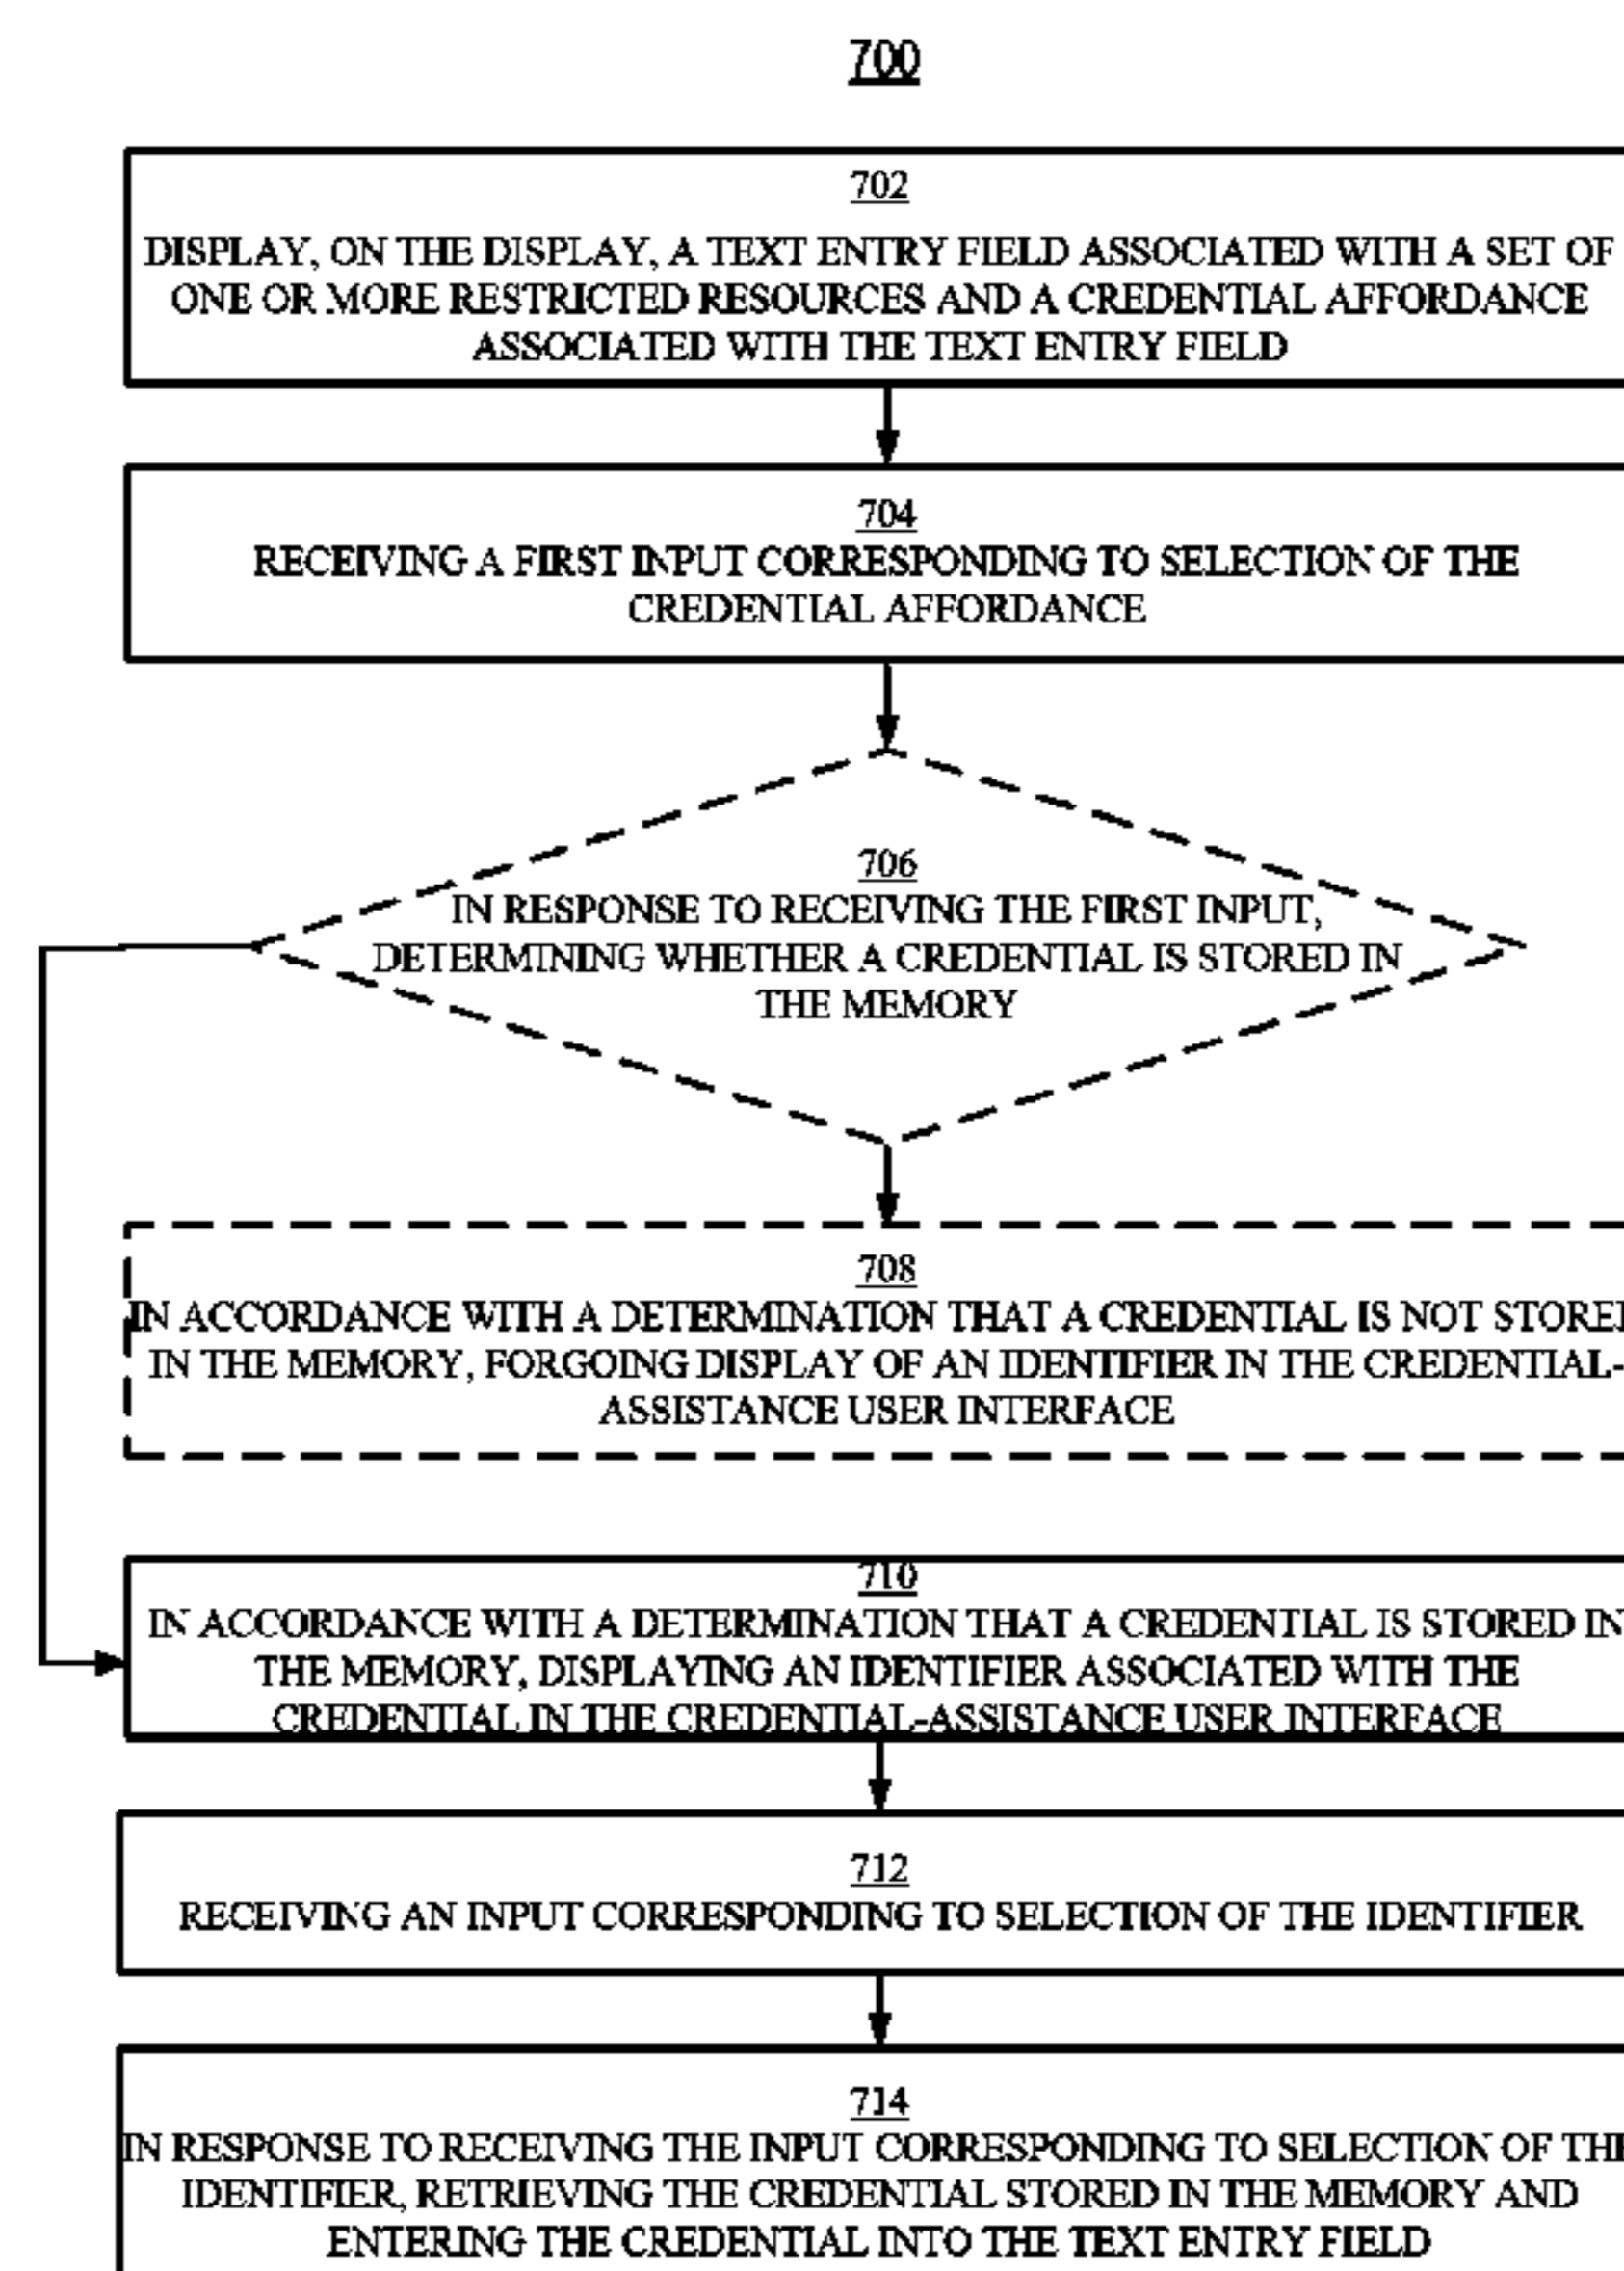 700
702
DISPLAY, ON THE DISPLAY, A TEXT ENTRY FIELD ASSOCIATED WITH A SET OF
ONE OR MORE RESTRICTED RESOURCES AND A CREDENTIAL AFFORDANCE
ASSOCIATED WITH THE TEXT ENTRY FIELD
704
RECEIVING A FIRST INPUT CORRESPONDING TO SELECTION OF THE
CREDENTIAL AFFORDANCE
706
IN RESPONSE TO RECEIVING THE FIRST INPUT,
DETERMINING WHETHER A CREDENTIAL IS STORED IN
THE MEMORY
708
IN ACCORDANCE WITH A DETERMINATION THAT A CREDENTIAL IS NOT STORED
IN THE MEMORY, FORGOING DISPLAY OF AN IDENTIFIER IN THE CREDENTIAL-
ASSISTANCE USER INTERFACE
710
IN ACCORDANCE WITH A DETERMINATION THAT A CREDENTIAL IS STORED IN
THE MEMORY, DISPLAYING AN IDENTIFIER ASSOCIATED WITH THE
CREDENTIAL IN THE CREDENTIAL-ASSISTANCE USER INTERFACE
712
RECEIVING AN INPUT CORRESPONDING TO SELECTION OF THE IDENTIFIER
714
IN RESPONSE TO RECEIVING THE INPUT CORRESPONDING TO SELECTION OF THE
IDENTIFIER, RETRIEVING THE CREDENTIAL STORED IN THE MEMORY AND
ENTERING THE CREDENTIAL INTO THE TEXT ENTRY FIELD